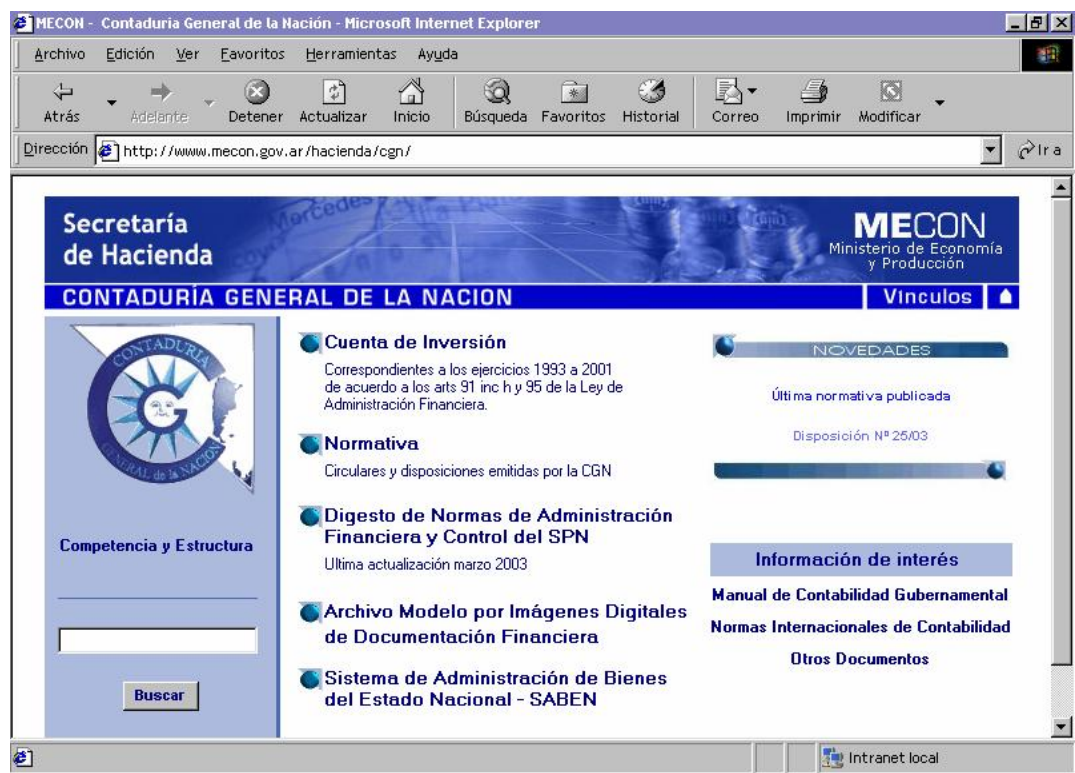 MECON - Contaduría General de la Nación - Microsoft Internet Explorer
Archivo Edición Ver Favoritos Herramientas Ayuda
Atrás Adelante Detener Actualizar Inicio Búsqueda Favoritos Historial Correo Imprimir Modificar
Dirección http://www.mecon.gov.ar/hacienda/cgn/ Ir a
Secretaría
de Hacienda
MECON
Ministerio de Economía
y Producción
CONTADURÍA GENERAL DE LA NACION
Vínculos
CONTADURIA
GENERAL de la NACION
Competencia y Estructura
Buscar
Cuenta de Inversión
Correspondientes a los ejercicios 1993 a 2001
de acuerdo a los arts 91 inc h y 95 de la Ley de
Administración Financiera.
Normativa
Circulares y disposiciones emitidas por la CGN
Digesto de Normas de Administración
Financiera y Control del SPN
Ultima actualización marzo 2003
Archivo Modelo por Imágenes Digitales
de Documentación Financiera
Sistema de Administración de Bienes
del Estado Nacional - SABEN
NOVEDADES
Última normativa publicada
Disposición Nº 25/03
Información de interés
Manual de Contabilidad Gubernamental
Normas Internacionales de Contabilidad
Otros Documentos
Intranet local